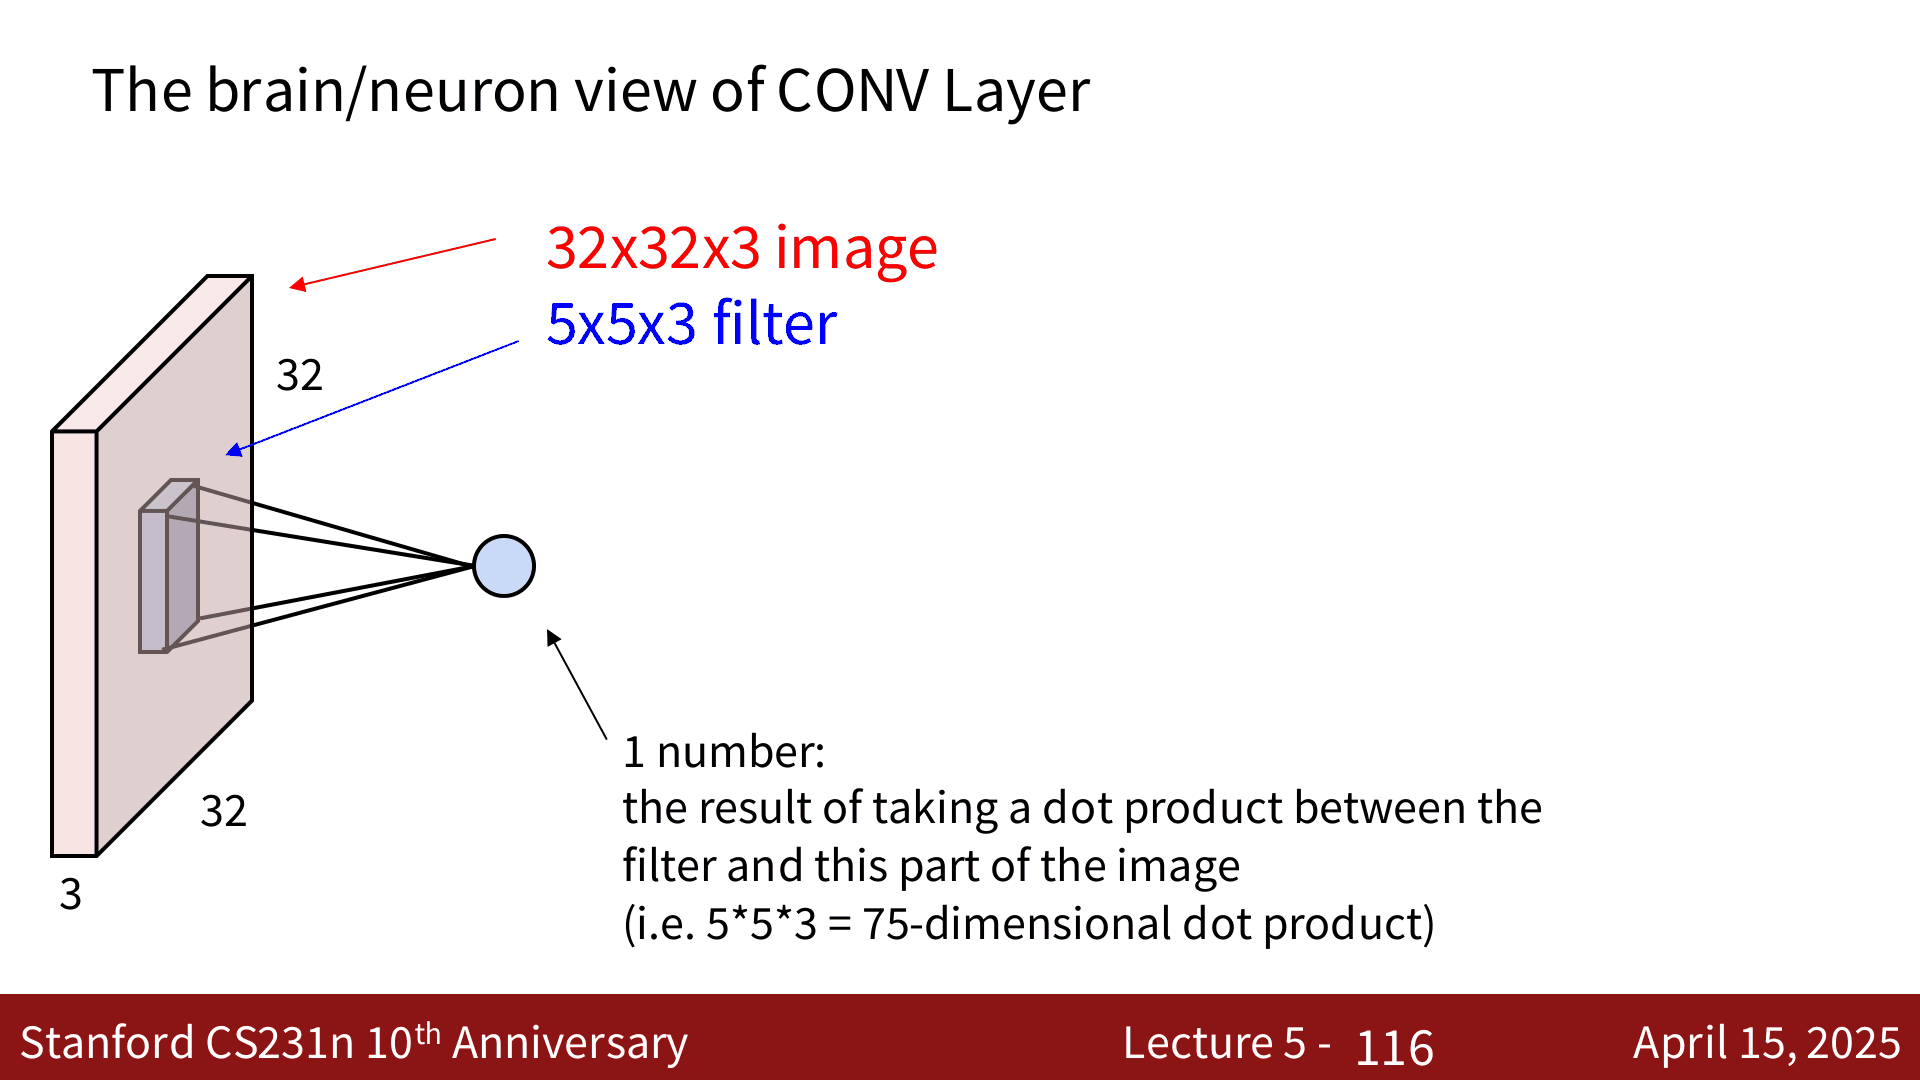 The brain/neuron view of CONV Layer
32x32x3 image
5x5x3 filter
32
32
3
1 number:
the result of taking a dot product between the
filter and this part of the image
(i.e. 5*5*3 = 75-dimensional dot product)
Stanford CS231n 10th Anniversary
Lecture 5 - 116
April 15, 2025